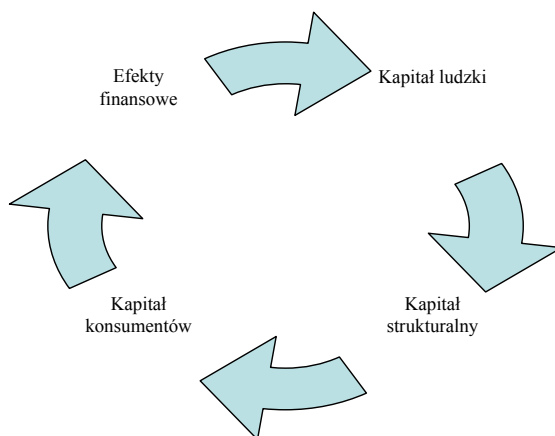 Efekty
finansowe
Kapitał ludzki
Kapitał
strukturalny
Kapitał
konsumentów